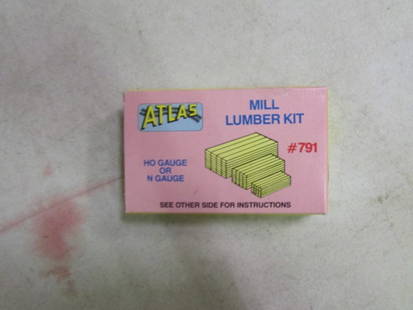 ATLAS
MILL
LUMBER KIT
#791
HO GAUGE
OR
N GAUGE
SEE OTHER SIDE FOR INSTRUCTIONS